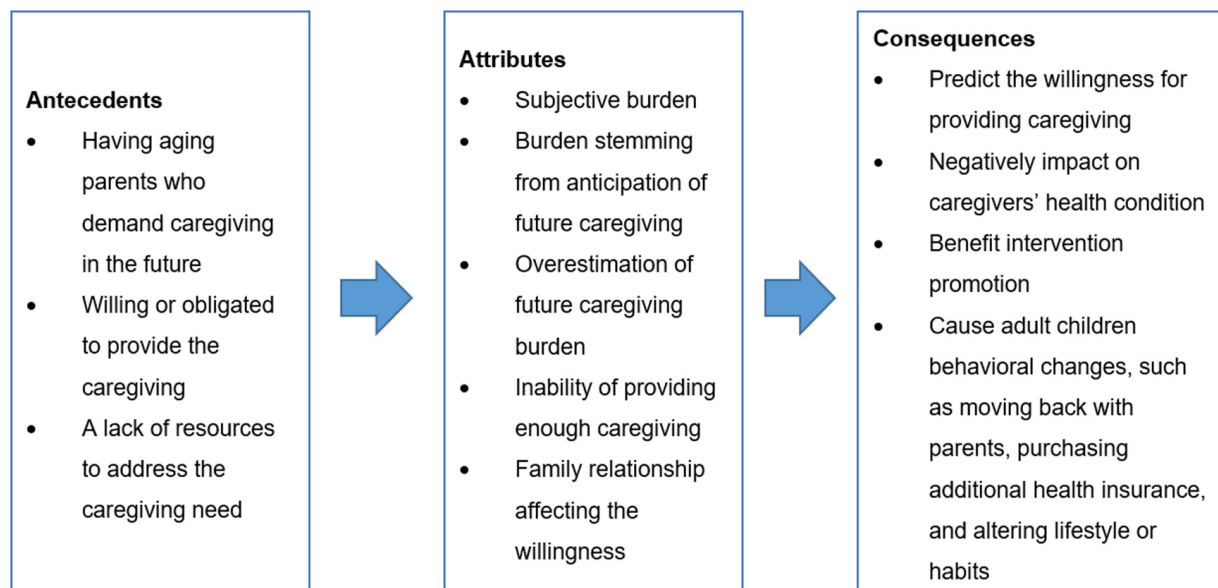 Antecedents
• Having aging
parents who
demand caregiving
in the future
• Willing or obligated
to provide the
caregiving
• A lack of resources
to address the
caregiving need
Attributes
• Subjective burden
• Burden stemming
from anticipation of
future caregiving
• Overestimation of
future caregiving
burden
• Inability of providing
enough caregiving
• Family relationship
affecting the
willingness
Consequences
• Predict the willingness for
providing caregiving
• Negatively impact on
caregivers’ health condition
• Benefit intervention
promotion
• Cause adult children
behavioral changes, such
as moving back with
parents, purchasing
additional health insurance,
and altering lifestyle or
habits